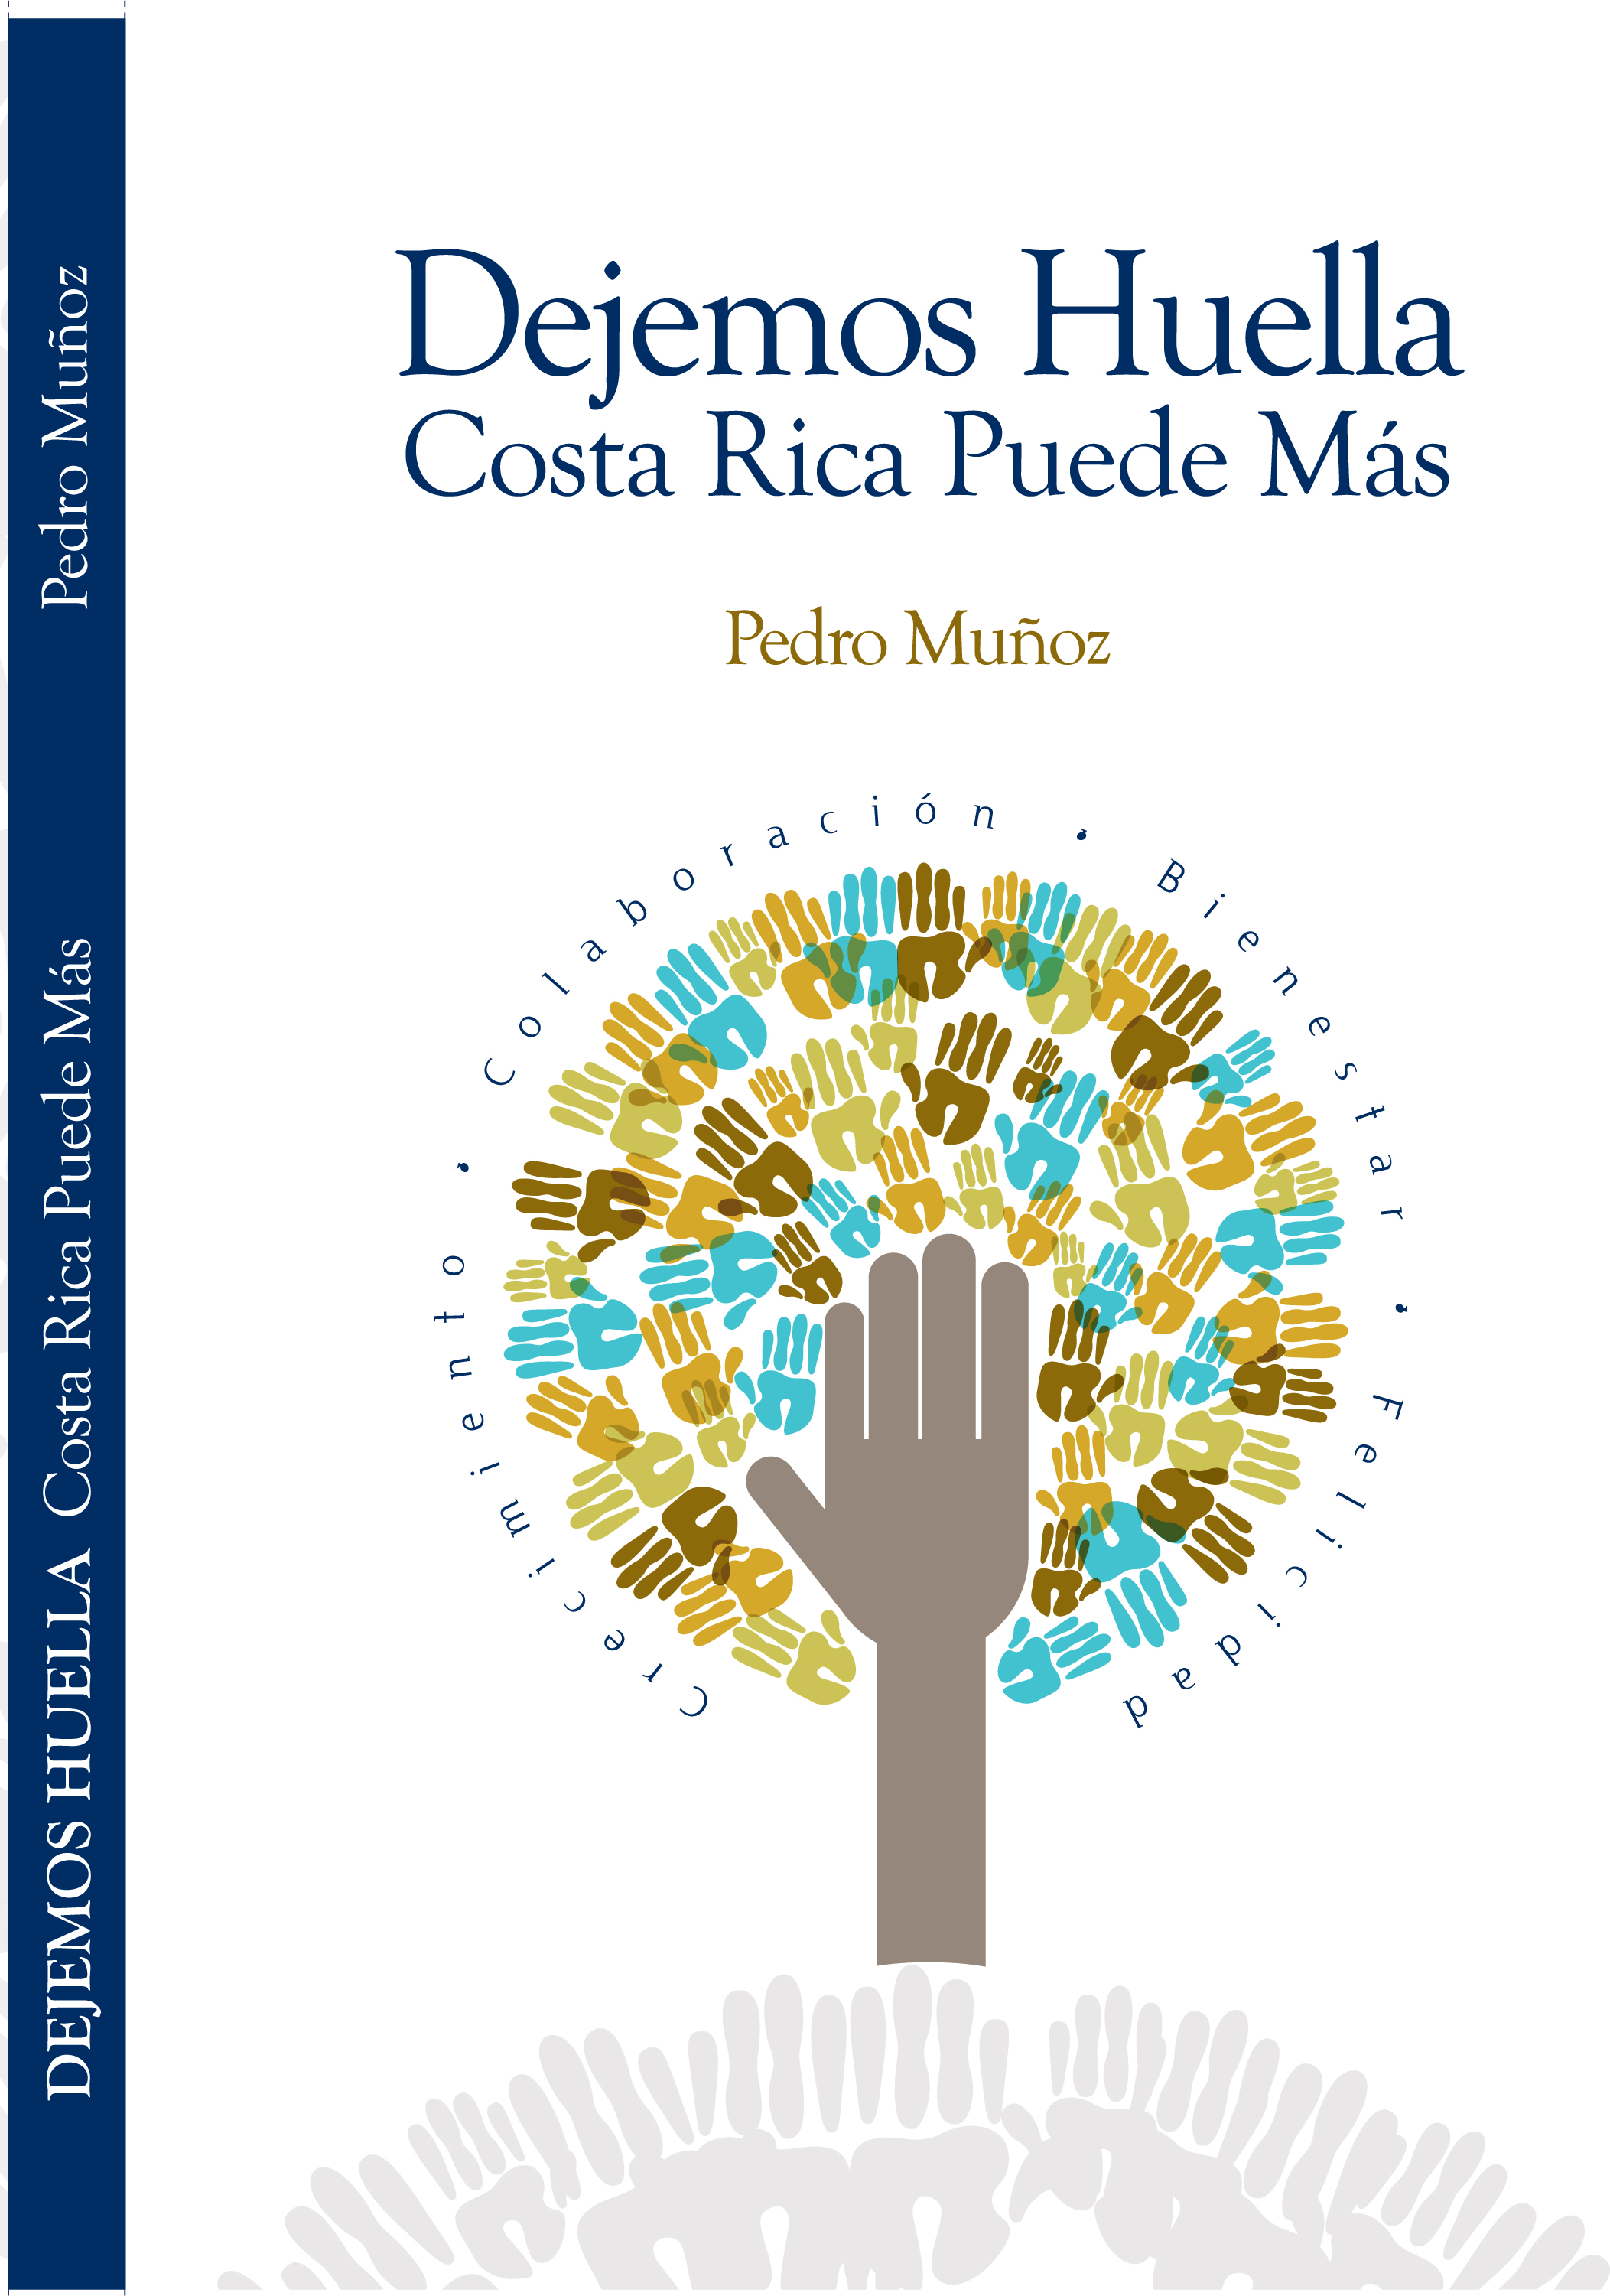 Dejemos Huella
Costa Rica Puede Más
Pedro Muñoz
Crecimiento • Colaboración • Bienestar • Felicidad
DEJEMOS HUELLA Costa Rica Puede Más Pedro Muñoz